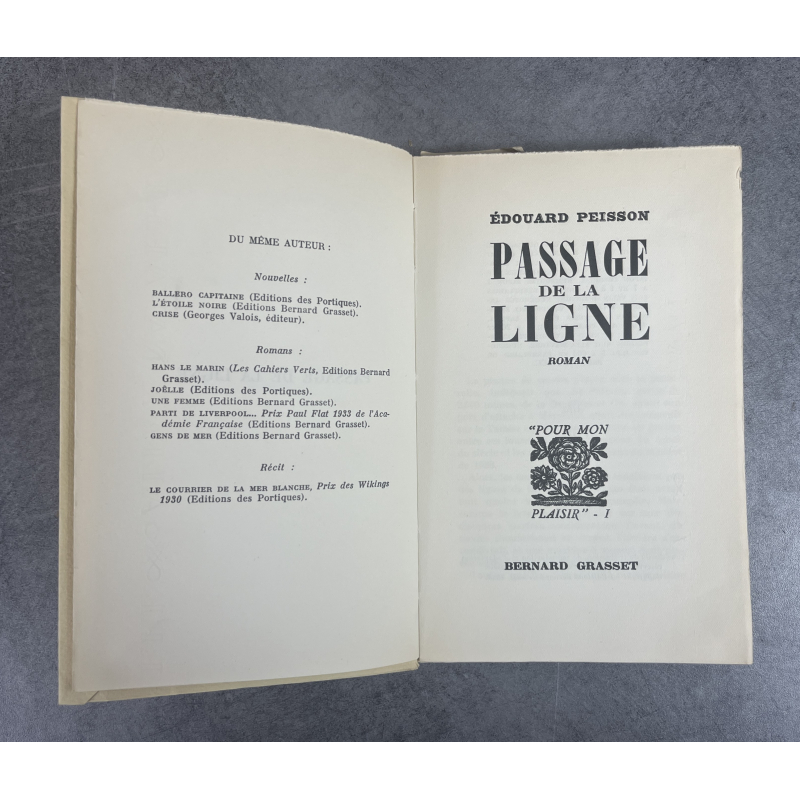 DU MÊME AUTEUR :
Nouvelles :
BALLERO CAPITAINE (Editions des Portiques).
L'ÉTOILE NOIRE (Editions Bernard Grasset).
CRISE (Georges Valois, éditeur).
Romans :
HANS LE MARIN (Les Cahiers Verts, Editions Bernard
Grasset).
JOËLLE (Editions des Portiques).
UNE FEMME (Editions Bernard Grasset).
PARTI DE LIVERPOOL... Prix Paul Flat 1933 de l'Aca-
démie Française (Editions Bernard Grasset).
GENS DE MER (Editions Bernard Grasset).
Récit :
LE COURRIER DE LA MER BLANCHE, Prix des Wikings
1930 (Editions des Portiques).
ÉDOUARD PEISSON
PASSAGE
DE LA
LIGNE
ROMAN
"POUR MON
PLAISIR" - I
BERNARD GRASSET